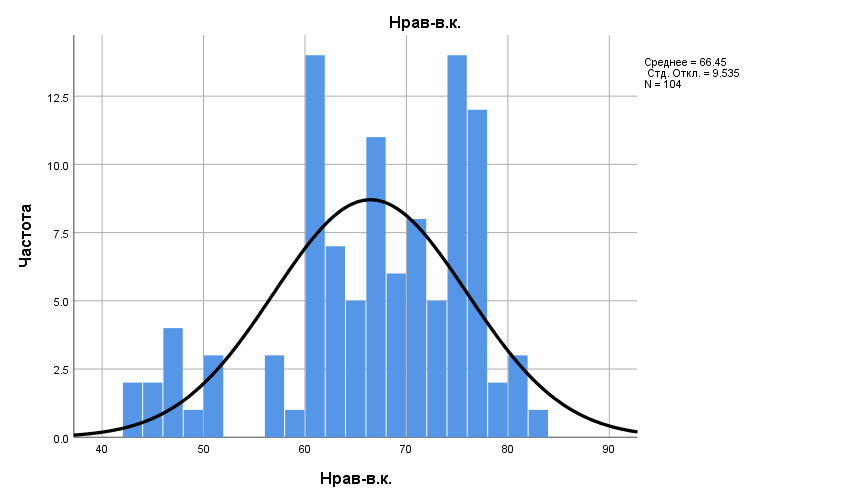 Нрав-в.к.
Среднее = 66.45
Стд. Откл. = 9.535
N = 104
Частота
12.5
10.0
7.5
5.0
2.5
0.0
40 50 60 70 80 90
Нрав-в.к.